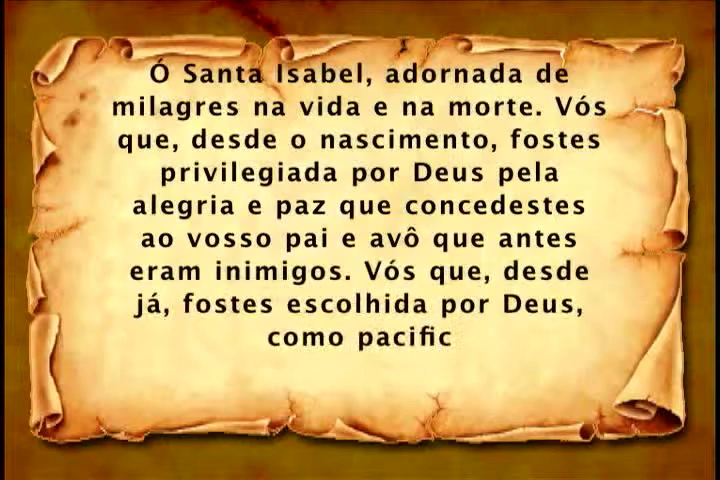 Ó Santa Isabel, adornada de
milagres na vida e na morte. Vós
que, desde o nascimento, fostes
privilegiada por Deus pela
alegria e paz que concedestes
ao vosso pai e avô que antes
eram inimigos. Vós que, desde
já, fostes escolhida por Deus,
como pacific